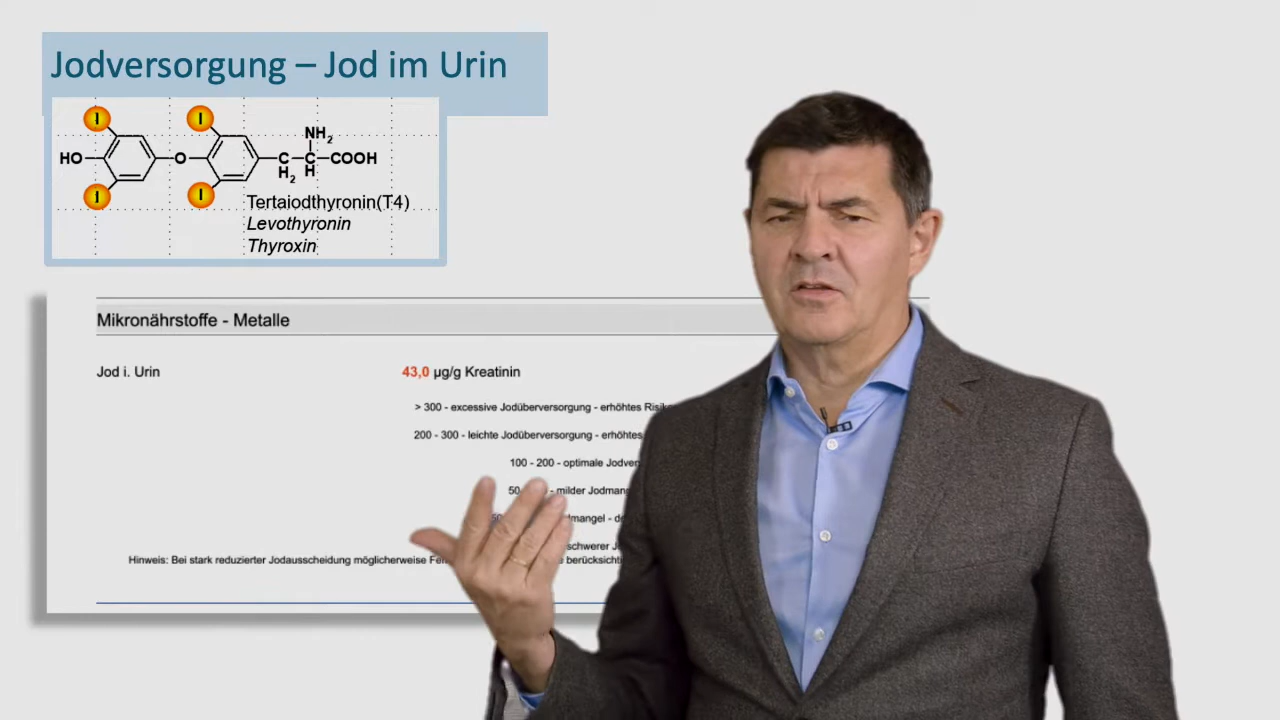 Jodversorgung – Jod im Urin
I I
HO O C C COOH
NH2
H2 H
I I
Tertaiodthyronin(T4)
Levothyronin
Thyroxin
Mikronährstoffe - Metalle
Jod i. Urin 43,0 µg/g Kreatinin
> 300 - excessive Jodüberversorgung - erhöhtes
200 - 300 - leichte Jodüberversorgung - erhöhtes
100 - 200 - optimale
50 - milder
schwerer
Hinweis: Bei stark reduzierter Jodausscheidung möglicherweise